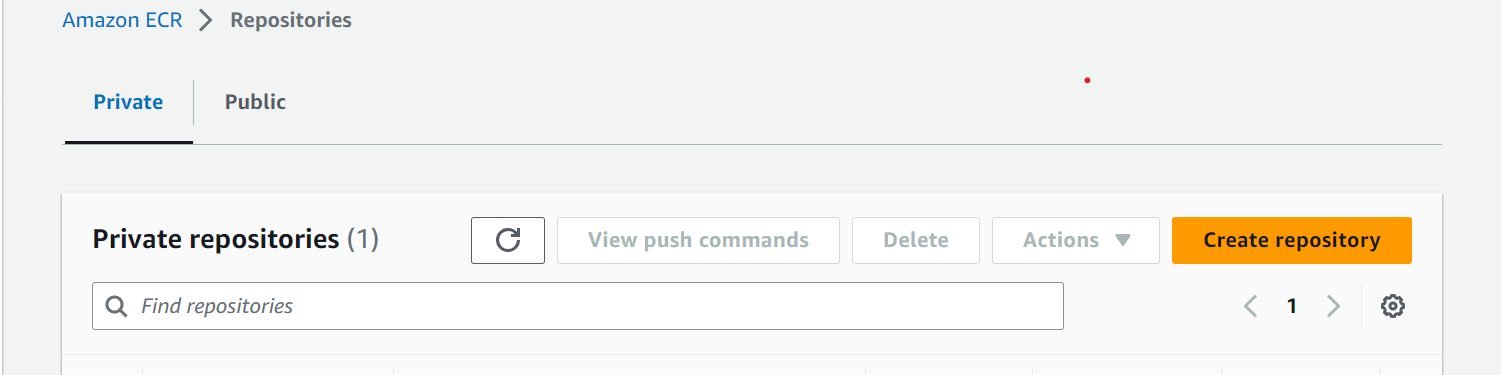 Amazon ECR > Repositories
Private Public
Private repositories (1) View push commands Delete Actions Create repository
Find repositories 1